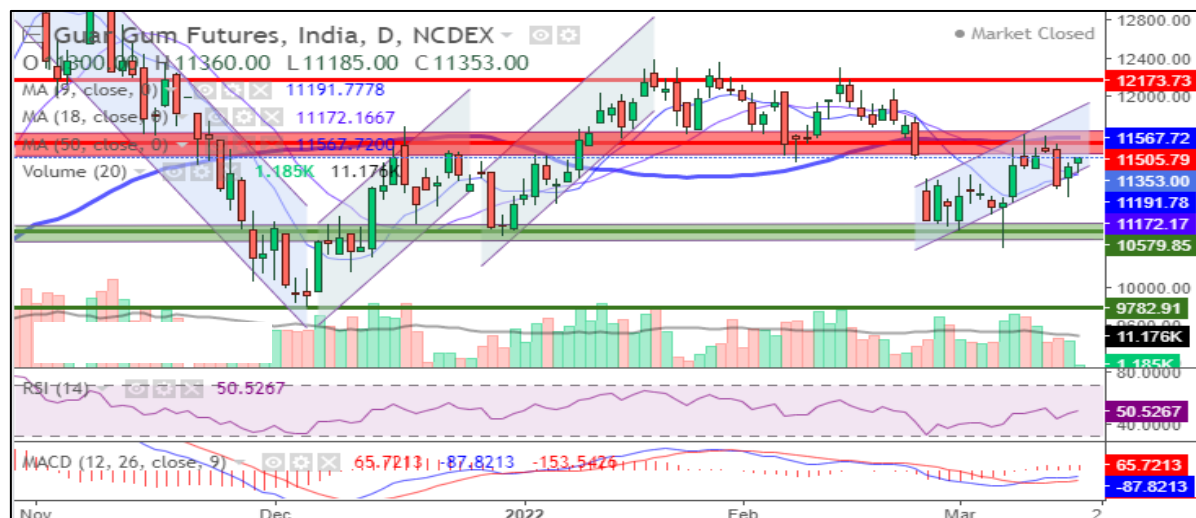 Guar Gum Futures, India, D, NCDEX
Market Closed
O 11300.00 H 11360.00 L 11185.00 C 11353.00
MA (9, close, 0) 11191.7778
MA (18, close, 0) 11172.1667
MA (50, close, 0) 11567.7200
Volume (20) 1.185K 11.176K
12800.00
12400.00
12173.73
12000.00
11567.72
11505.79
11353.00
11191.78
11172.17
10579.85
10000.00
9782.91
11.176K
1.185K
RSI (14) 50.5267
80.0000
50.5267
40.0000
MACD (12, 26, close, 9) 65.7213 -87.8213 -153.5426
65.7213
-87.8213
Nov Dec 2022 Feb Mar 2